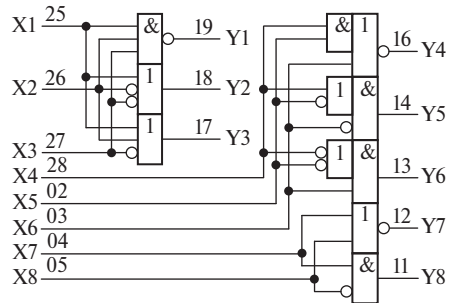 X1 25
X2 26
X3 27
X4 28
X5 02
X6 03
X7 04
X8 05
&
1
1
19 Y1
18 Y2
17 Y3
& 1
1 &
1 &
1
&
16 Y4
14 Y5
13 Y6
12 Y7
11 Y8